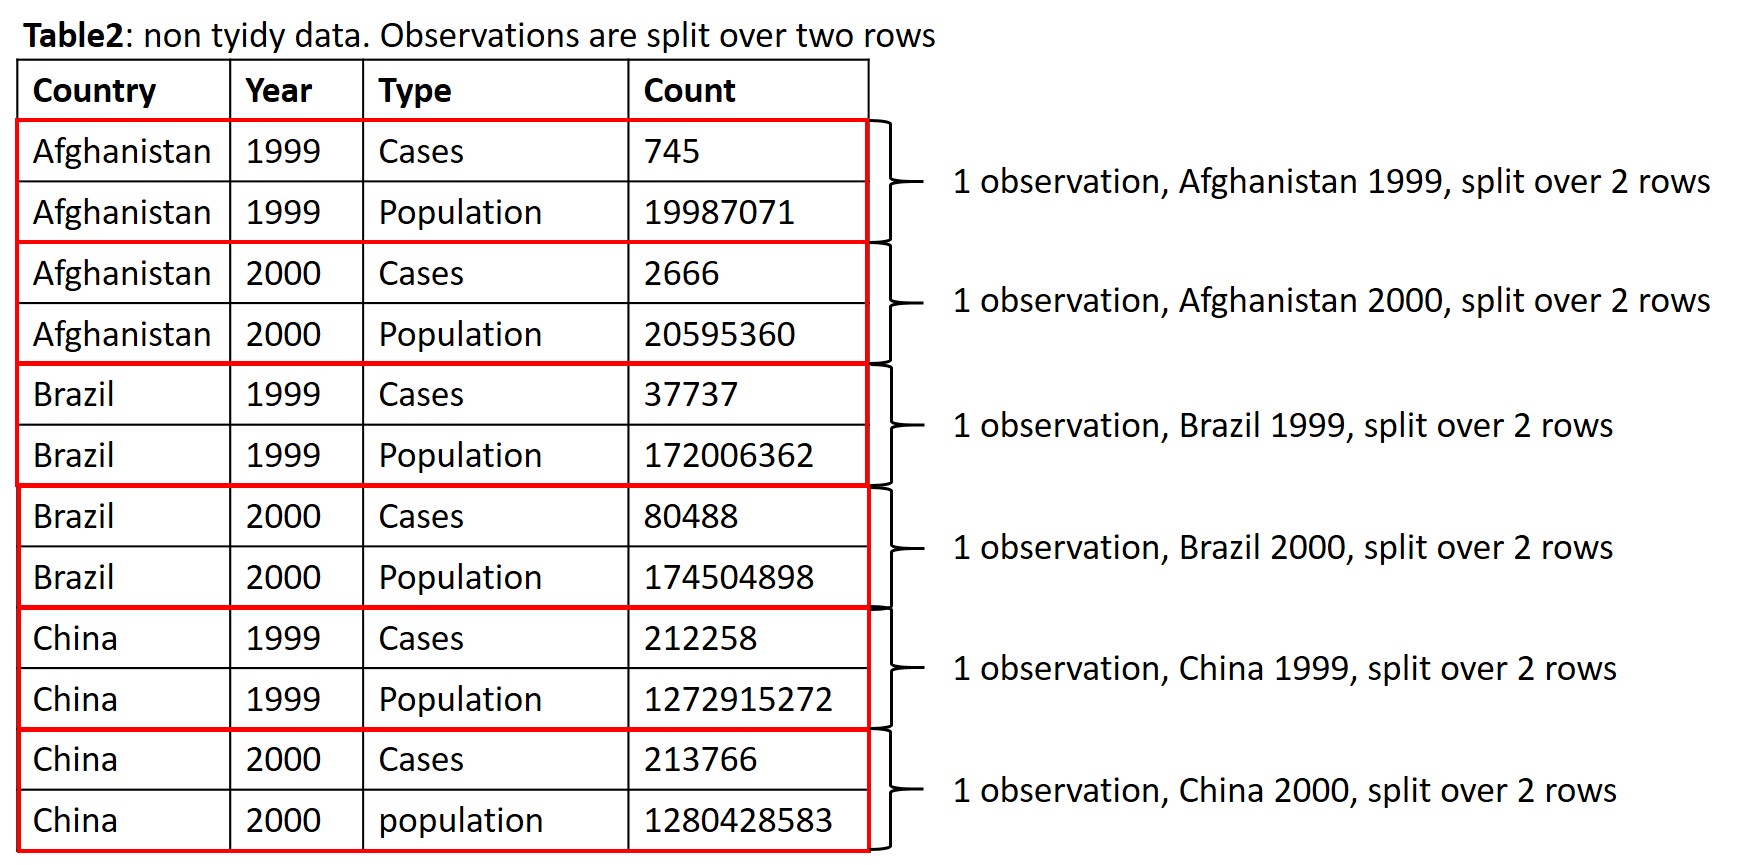 Table2: non tyidy data. Observations are split over two rows
Country Year Type Count
Afghanistan 1999 Cases 745
Afghanistan 1999 Population 19987071
1 observation, Afghanistan 1999, split over 2 rows
Afghanistan 2000 Cases 2666
Afghanistan 2000 Population 20595360
1 observation, Afghanistan 2000, split over 2 rows
Brazil 1999 Cases 37737
Brazil 1999 Population 172006362
1 observation, Brazil 1999, split over 2 rows
Brazil 2000 Cases 80488
Brazil 2000 Population 174504898
1 observation, Brazil 2000, split over 2 rows
China 1999 Cases 212258
China 1999 Population 1272915272
1 observation, China 1999, split over 2 rows
China 2000 Cases 213766
China 2000 population 1280428583
1 observation, China 2000, split over 2 rows